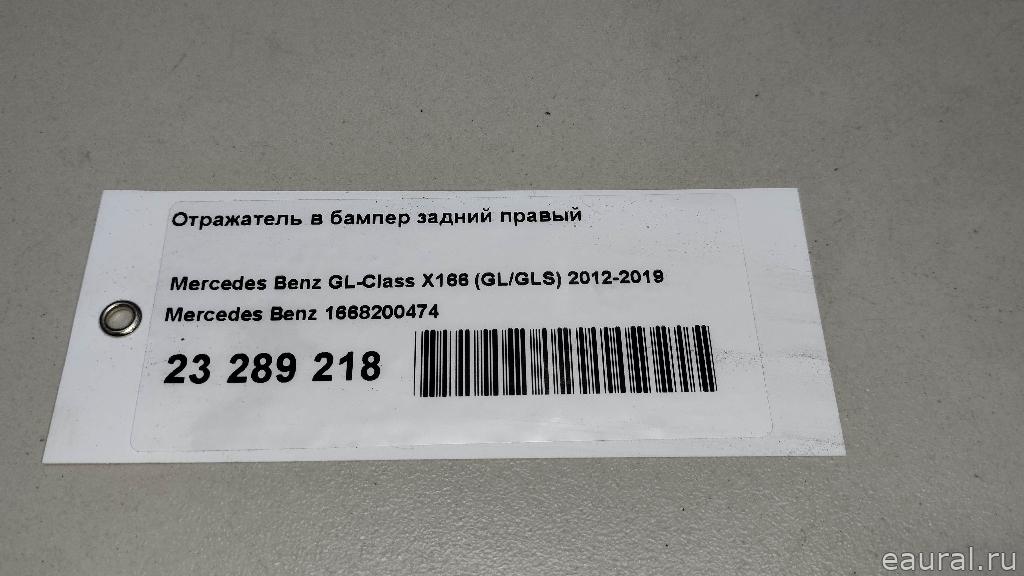 Отражатель в бампер задний правый
Mercedes Benz GL-Class X166 (GL/GLS) 2012-2019
Mercedes Benz 1668200474
23 289 218
eaural.ru